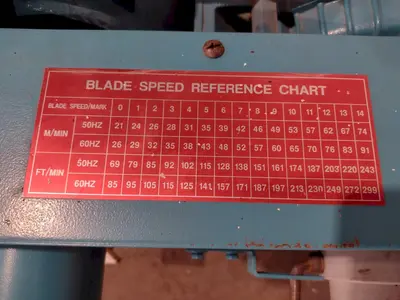 BLADE SPEED REFERENCE CHART
BLADE SPEED/MARK 0 1 2 3 4 5 6 7 8 9 10 11 12 13 14
M/MIN 50HZ 21 24 26 28 31 35 39 42 46 49 53 57 62 67 74
60HZ 26 29 32 35 38 43 48 52 57 60 65 70 76 83 91
FT/MIN 50HZ 69 79 85 92 102 115 128 138 151 161 174 187 203 220 243
60HZ 85 95 105 115 125 141 157 171 187 197 213 230 249 272 299